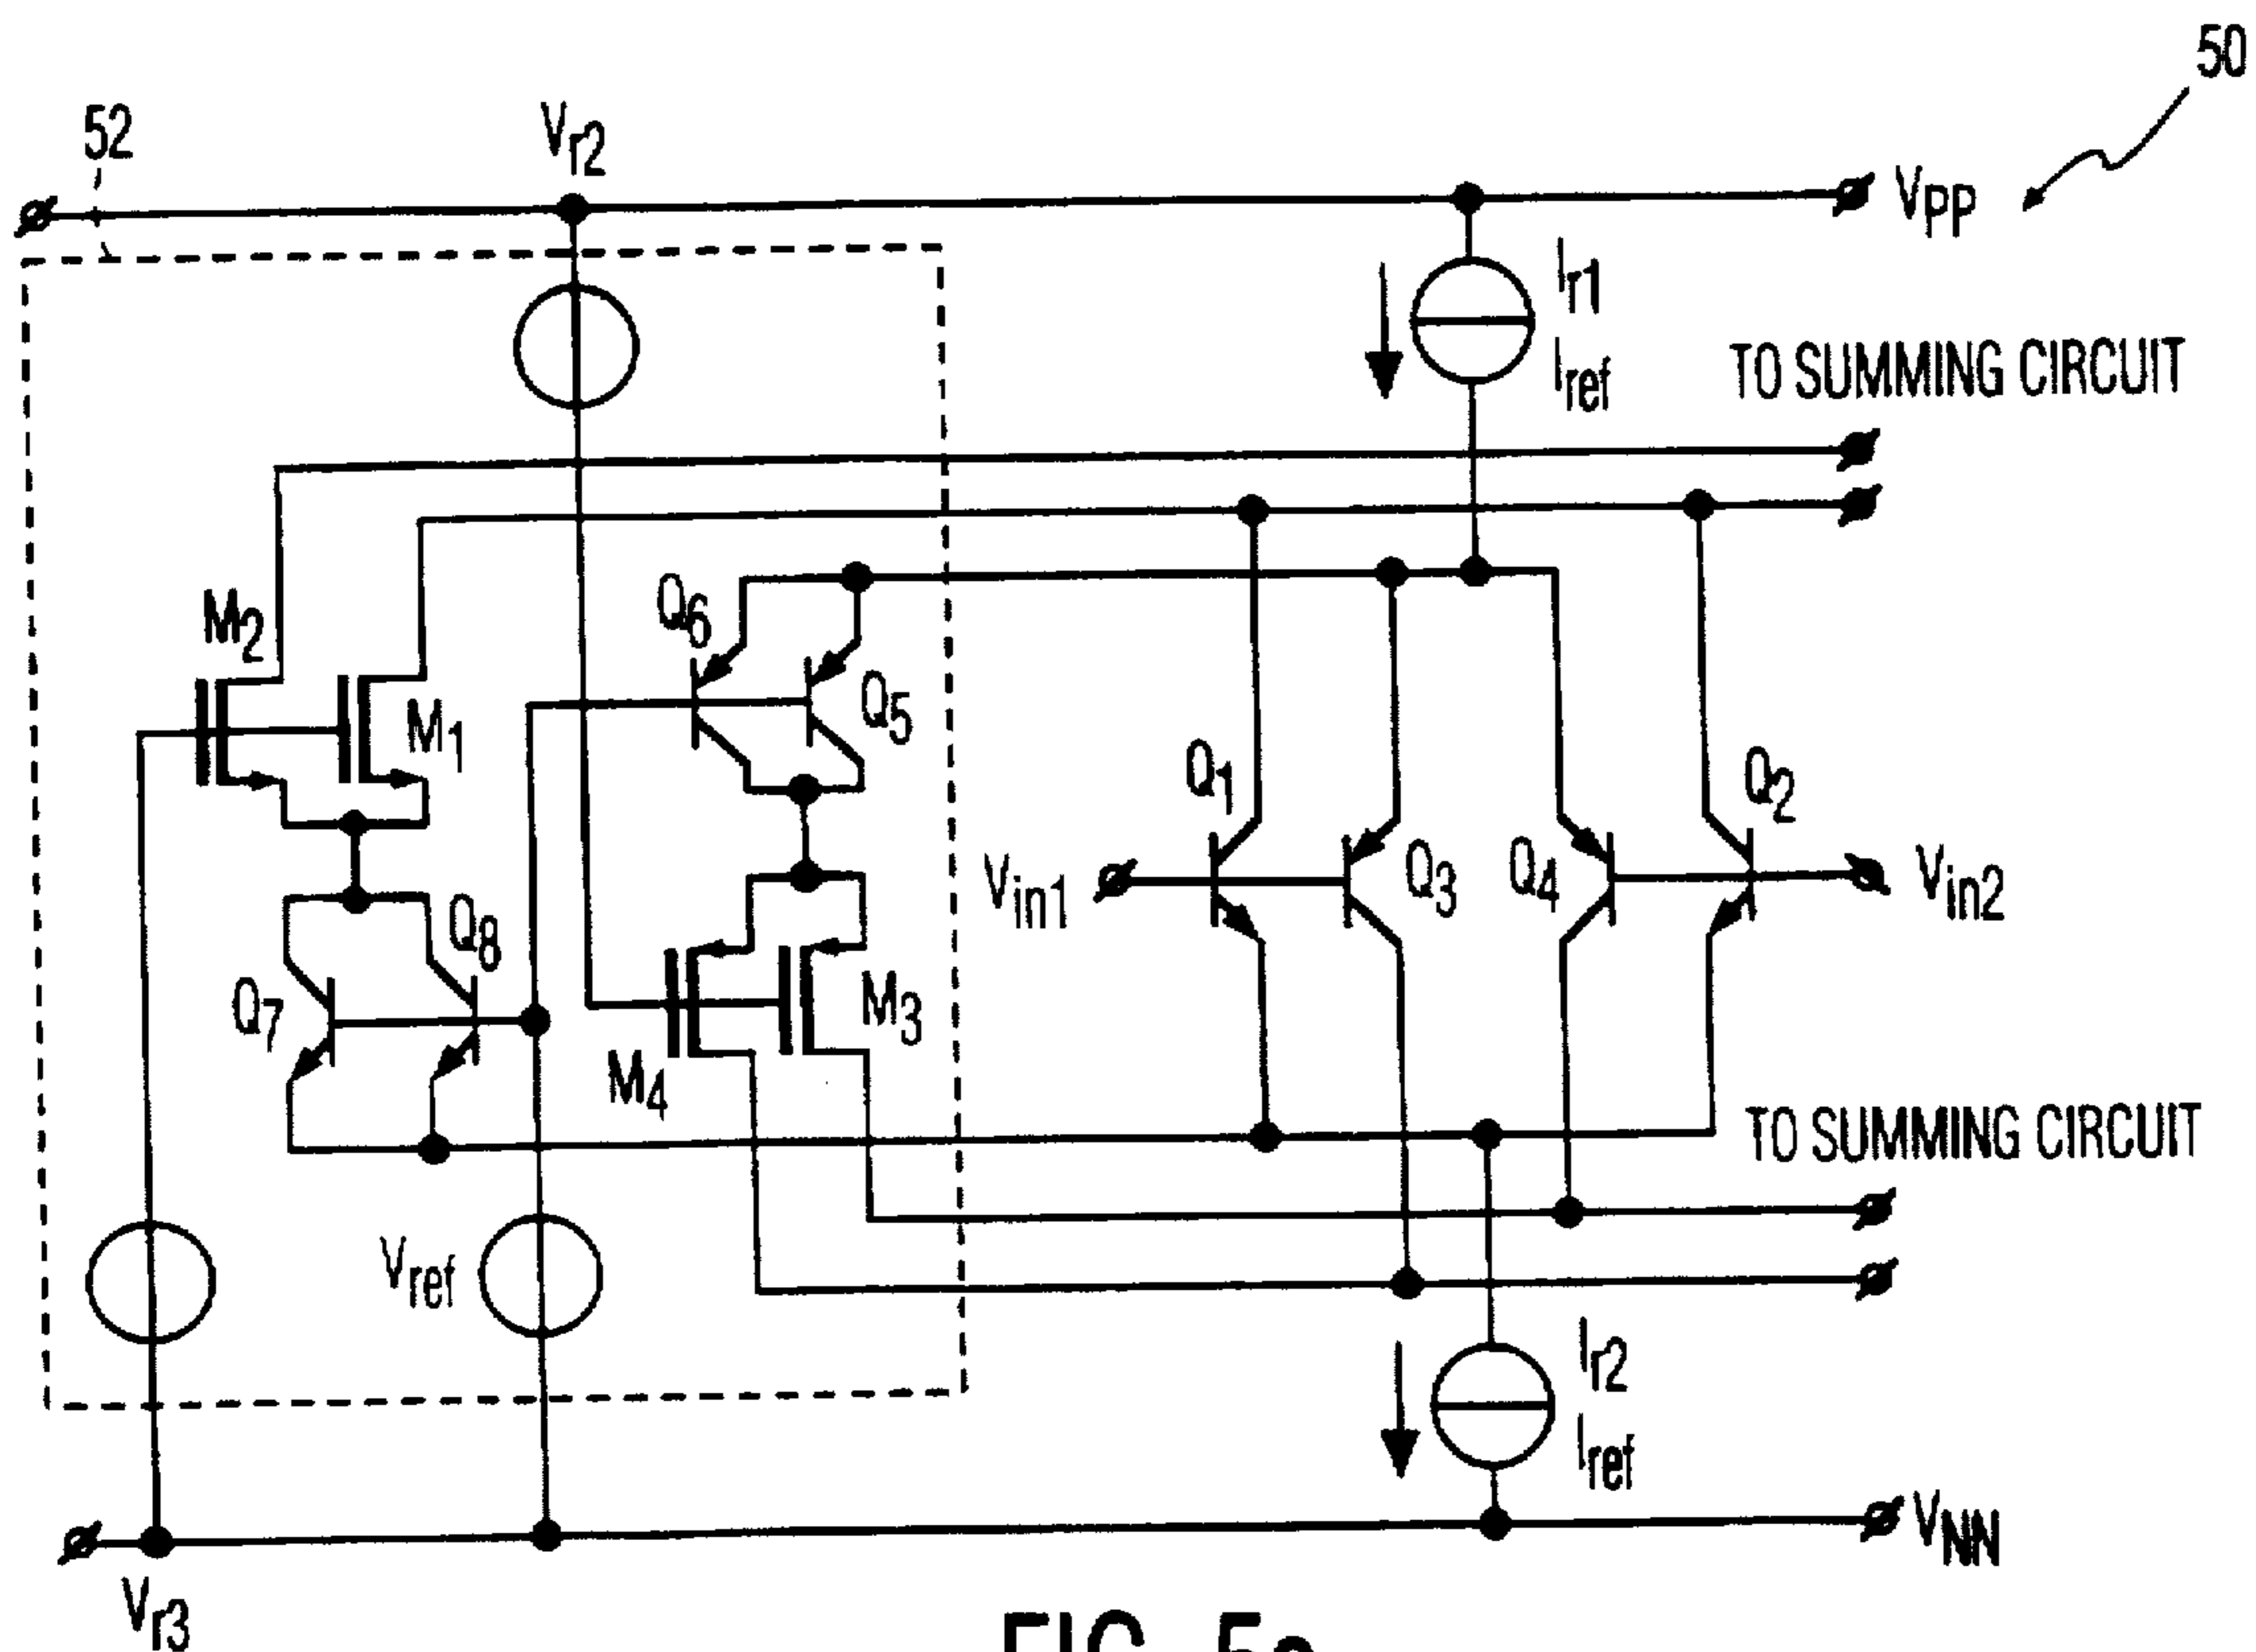 50
52
Vr2
VPP
Ir1
Iref
TO SUMMING CIRCUIT
Q6
M2
Q5
M1
Q1
Q2
Vin1
Q3
Q4
Vin2
Q8
Q7
M3
M4
TO SUMMING CIRCUIT
Vref
Ir2
Iref
VNN
Vr3